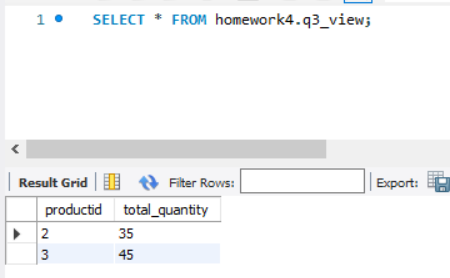 1 SELECT * FROM homework4.q3_view;
Result Grid Filter Rows: Export:
productid total_quantity
2 35
3 45